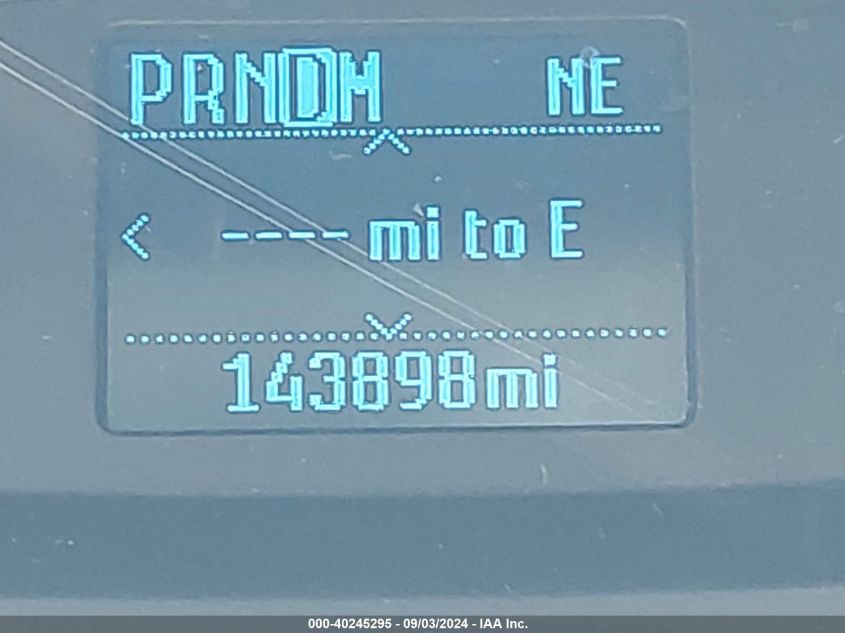 PRNDM NE
< ---- mi to E
143898mi
000-40245295 - 09/03/2024 - IAA Inc.